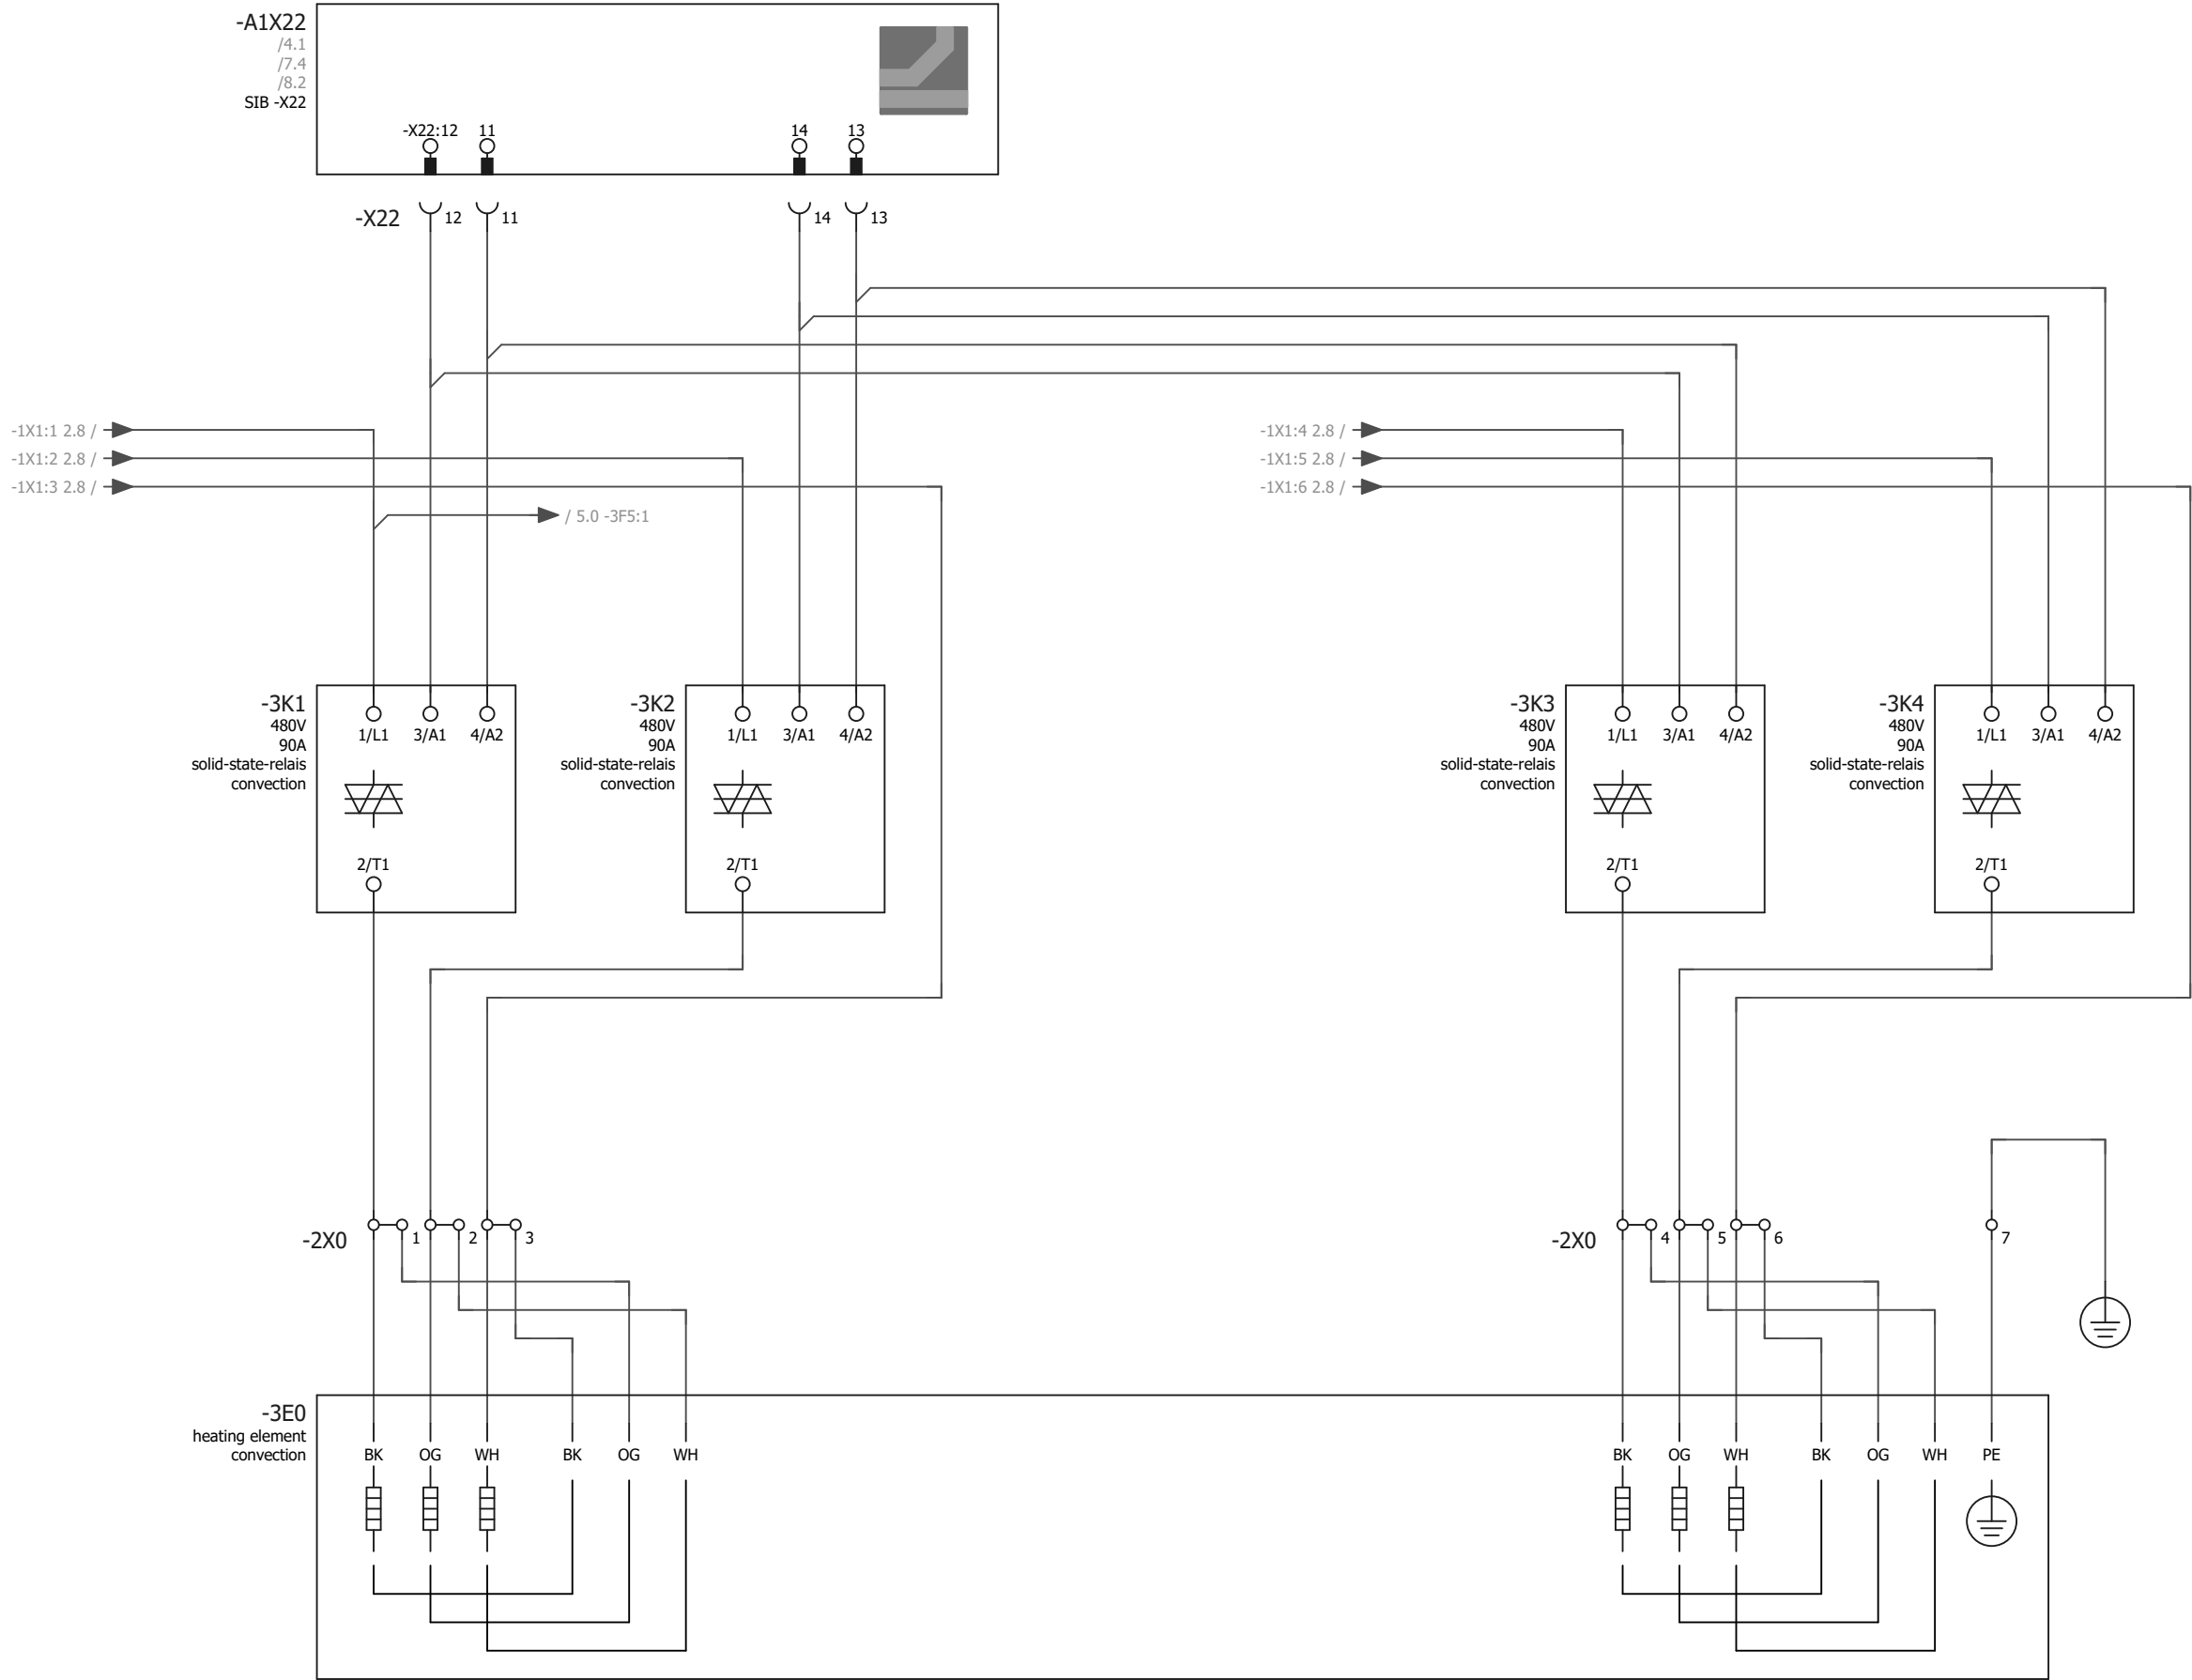 -A1X22
/4.1
/7.4
/8.2
SIB -X22
-X22:12 11 14 13
-X22 12 11 14 13
-1X1:1 2.8 /
-1X1:2 2.8 /
-1X1:3 2.8 /
/ 5.0 -3F5:1
-1X1:4 2.8 /
-1X1:5 2.8 /
-1X1:6 2.8 /
-3K1
480V
90A
solid-state-relais
convection
1/L1 3/A1 4/A2
2/T1
-3K2
480V
90A
solid-state-relais
convection
1/L1 3/A1 4/A2
2/T1
-3K3
480V
90A
solid-state-relais
convection
1/L1 3/A1 4/A2
2/T1
-3K4
480V
90A
solid-state-relais
convection
1/L1 3/A1 4/A2
2/T1
-2X0 1 2 3
-2X0 4 5 6 7
-3E0
heating element
convection
BK OG WH BK OG WH
BK OG WH BK OG WH PE